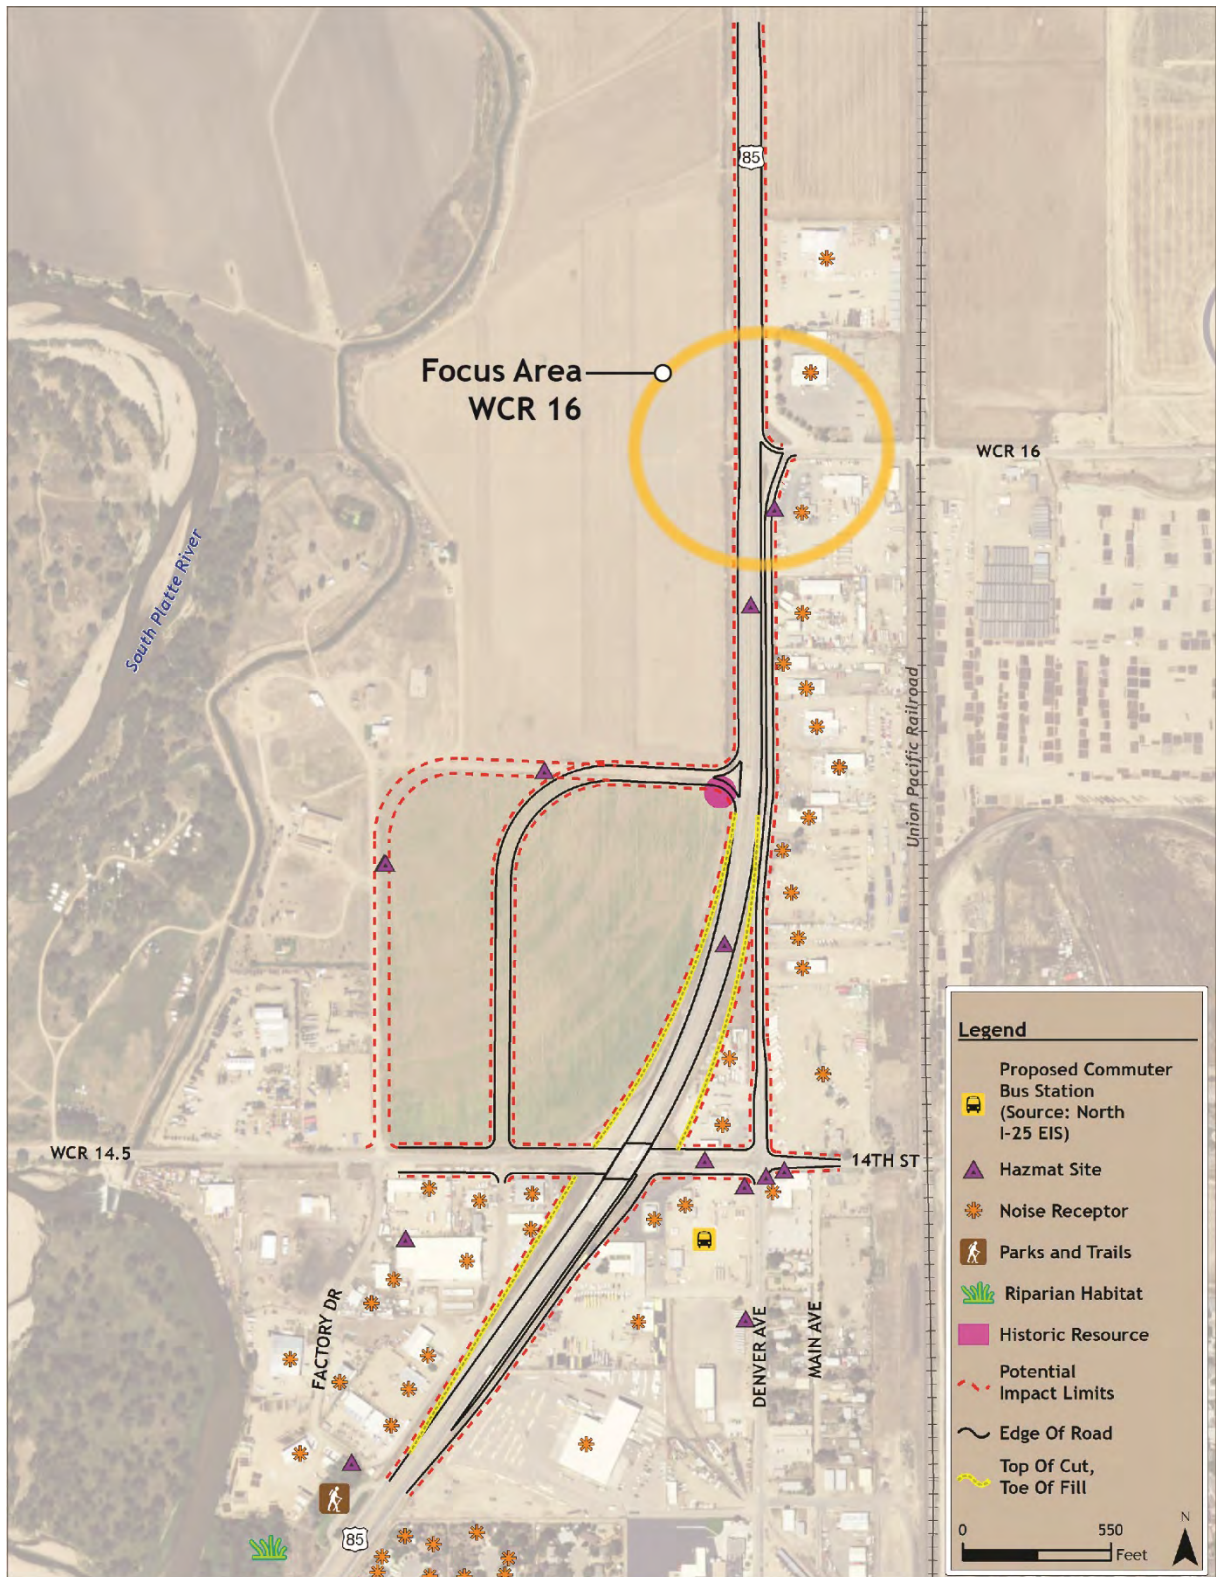 85
Focus Area
WCR 16
WCR 16
South Platte River
Union Pacific Railroad
WCR 14.5
14TH ST
FACTORY DR
DENVER AVE
MAIN AVE
85
Legend
Proposed Commuter
Bus Station
(Source: North
I-25 EIS)
Hazmat Site
Noise Receptor
Parks and Trails
Riparian Habitat
Historic Resource
Potential
Impact Limits
Edge Of Road
Top Of Cut,
Toe Of Fill
N
0 550
Feet